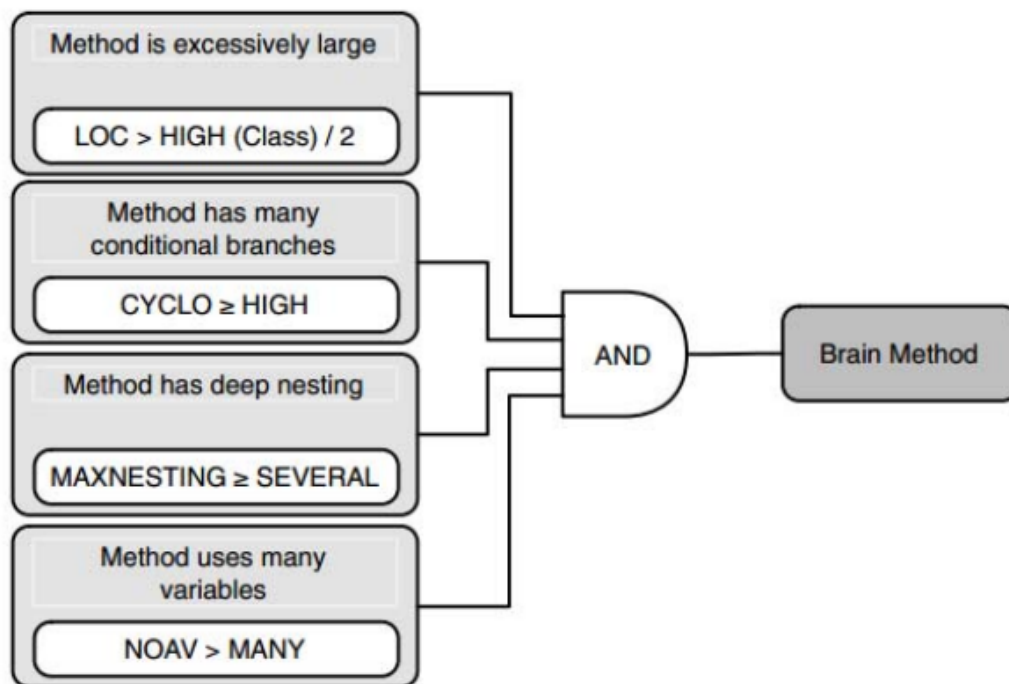 Method is excessively large
LOC > HIGH (Class) / 2
Method has many
conditional branches
CYCLO ≥ HIGH
Method has deep nesting
MAXNESTING ≥ SEVERAL
Method uses many
variables
NOAV > MANY
AND
Brain Method